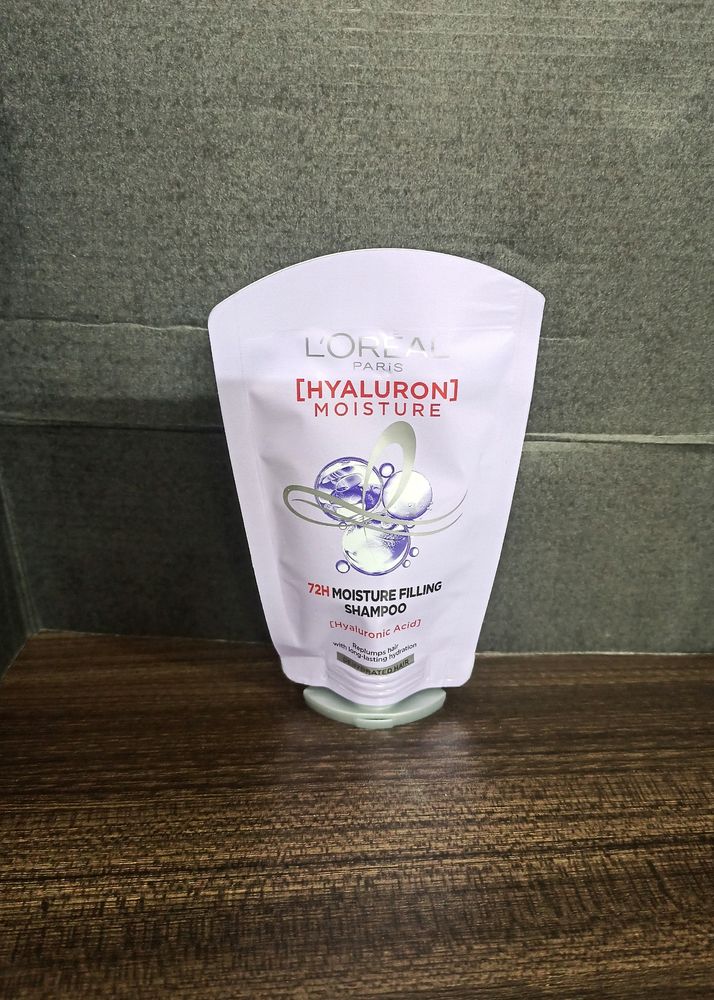 L'ORÉAL
PARIS
[HYALURON]
MOISTURE
72H MOISTURE FILLING
SHAMPOO
[Hyaluronic Acid]
Replumps hair
with long-lasting hydration
DEHYDRATED HAIR